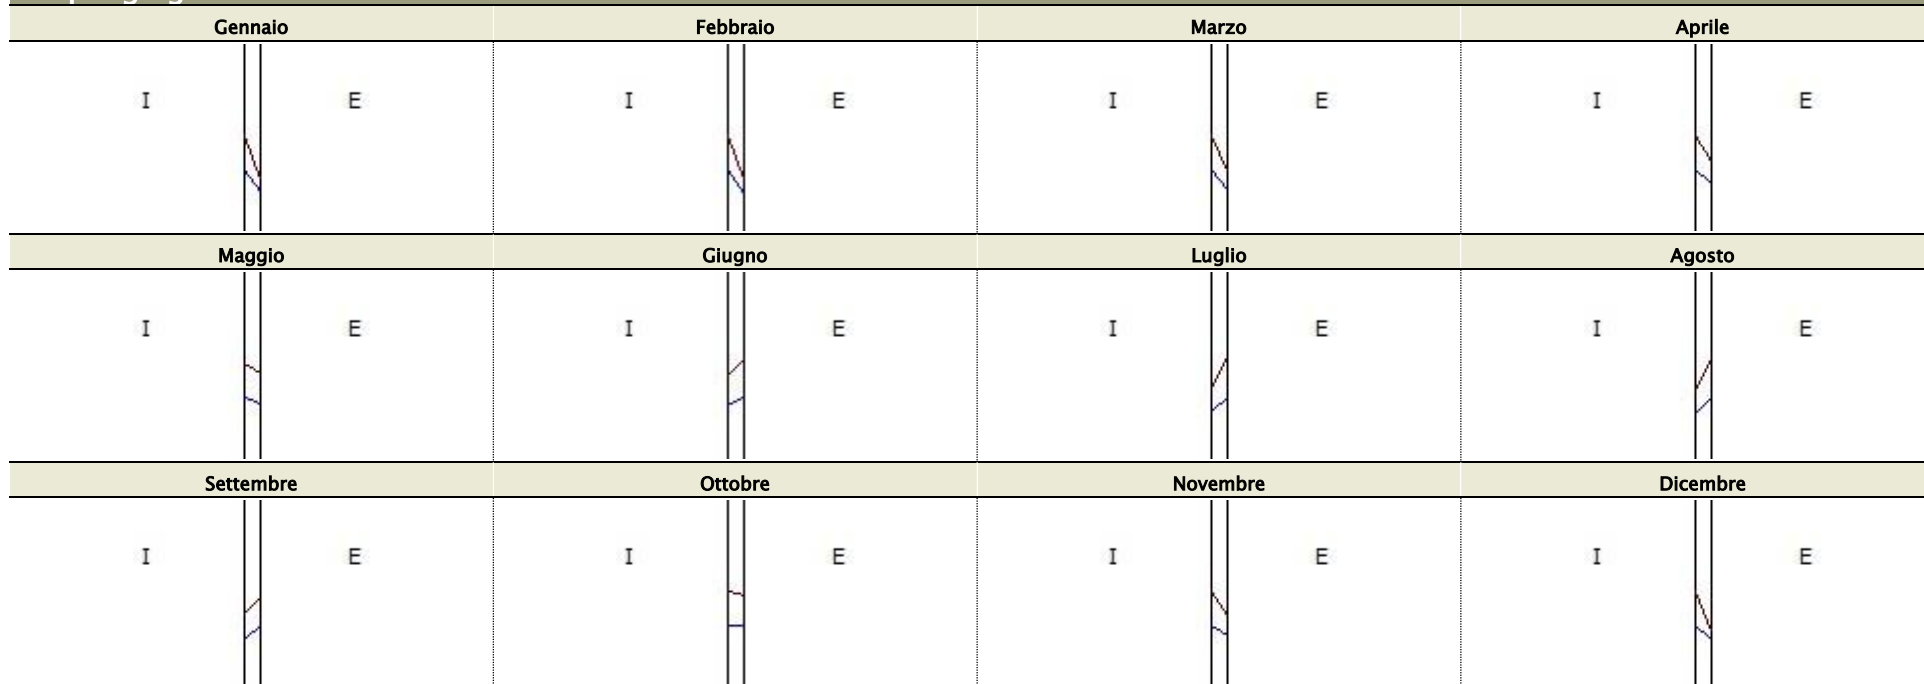 Gennaio Febbraio Marzo Aprile
I E I E I E I E
Maggio Giugno Luglio Agosto
I E I E I E I E
Settembre Ottobre Novembre Dicembre
I E I E I E I E